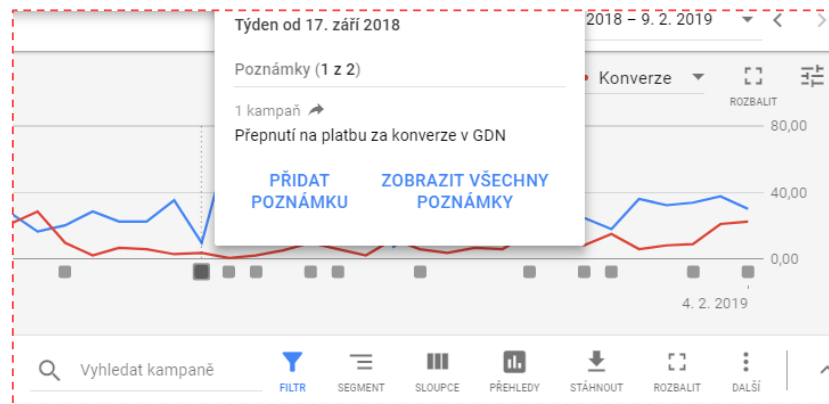 Týden od 17. září 2018
2018 – 9. 2. 2019
Poznámky (1 z 2)
Konverze
ROZBALIT
1 kampaň
Přepnutí na platbu za konverze v GDN
PŘIDAT POZNÁMKU
ZOBRAZIT VŠECHNY POZNÁMKY
80,00
40,00
0,00
4. 2. 2019
Vyhledat kampaně
FILTR
SEGMENT
SLOUPCE
PŘEHLEDY
STÁHNOUT
ROZBALIT
DALŠÍ